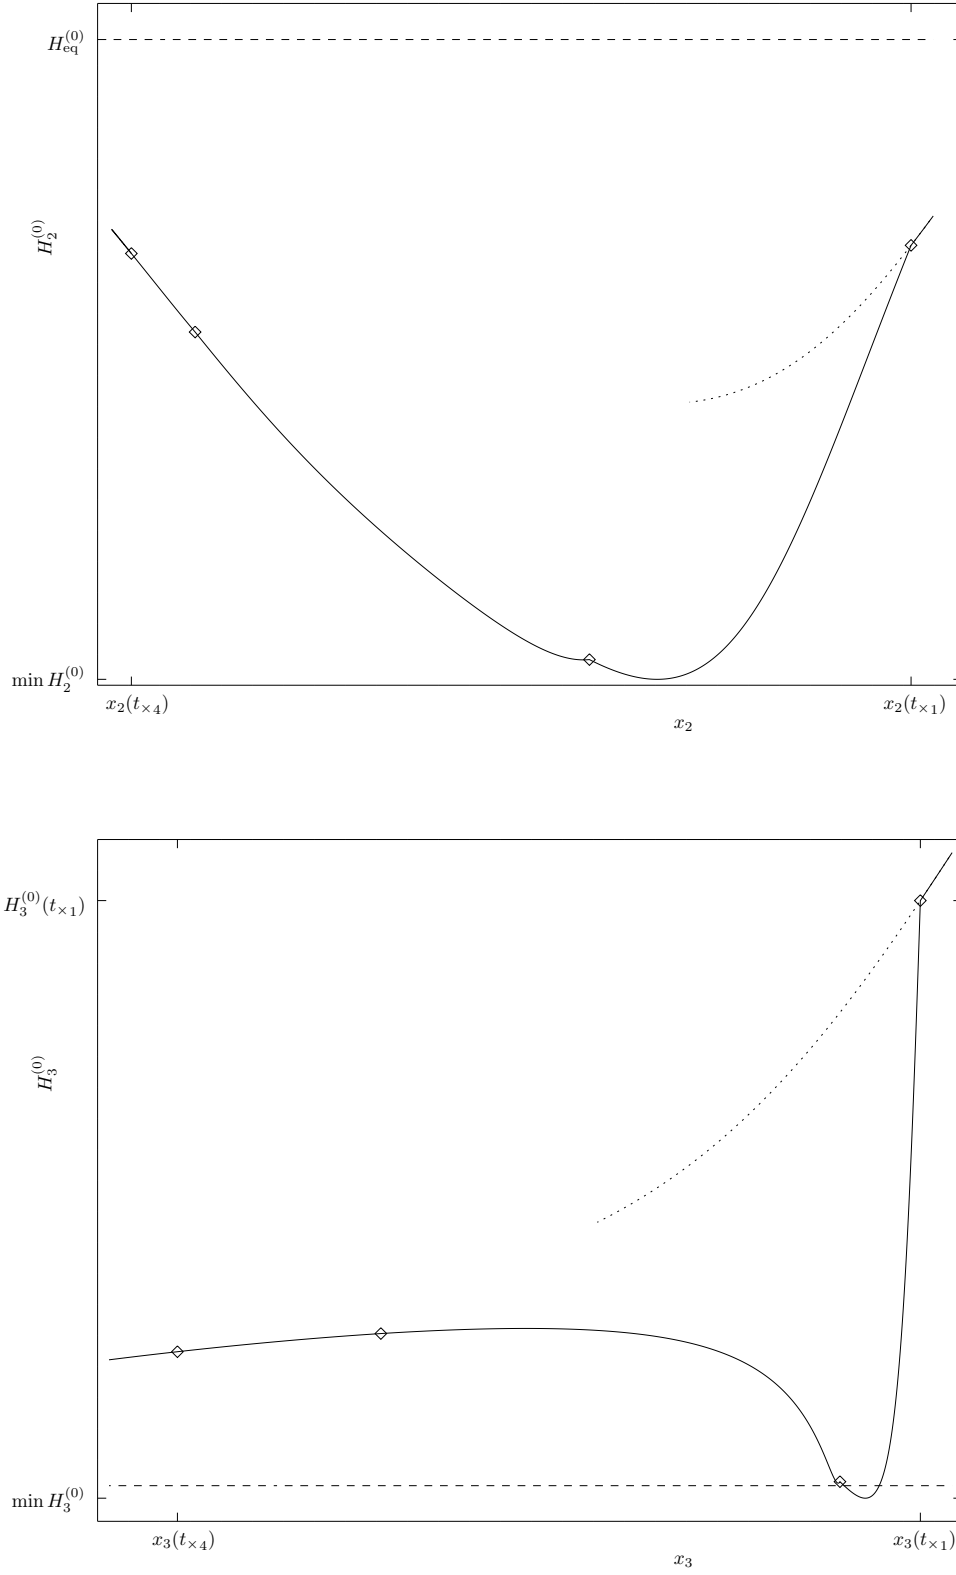 H_eq^(0)
H_2^(0)
min H_2^(0)
x_2(t_×4)
x_2(t_×1)
x_2
H_3^(0)(t_×1)
H_3^(0)
min H_3^(0)
x_3(t_×4)
x_3(t_×1)
x_3